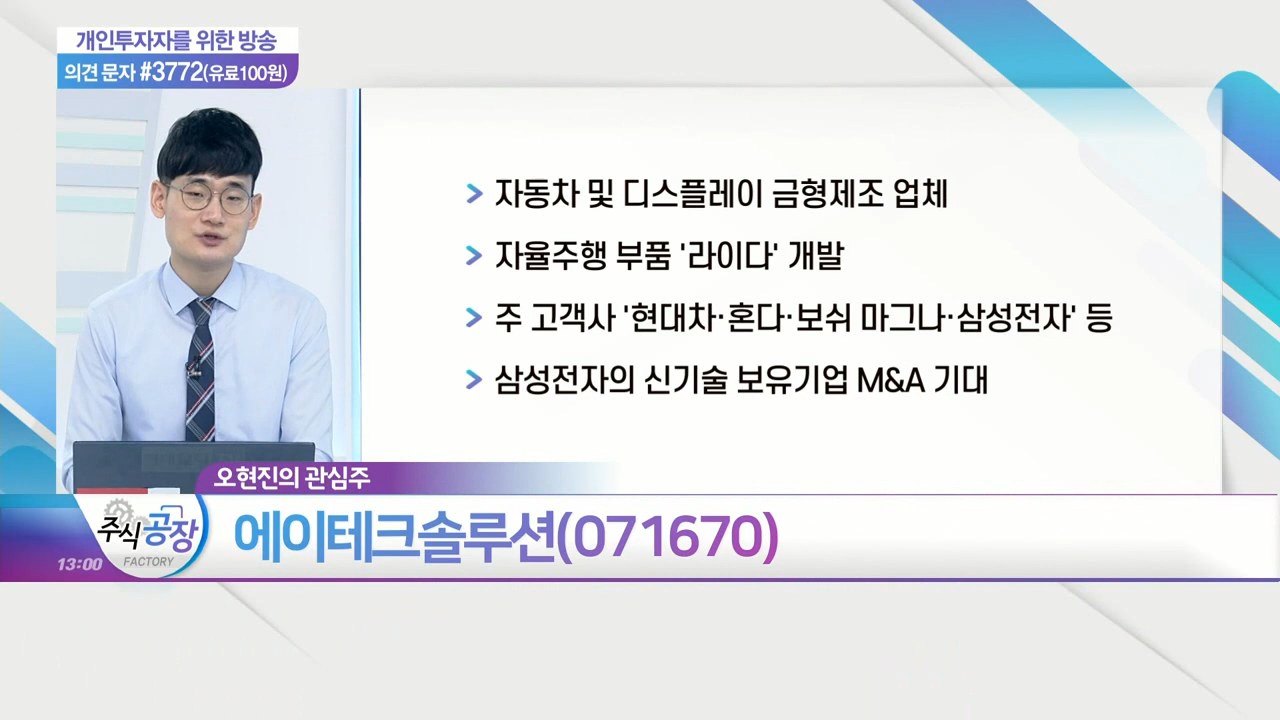 개인투자자를 위한 방송
의견 문자 #3772(유료100원)
> 자동차 및 디스플레이 금형제조 업체
> 자율주행 부품 '라이다' 개발
> 주 고객사 '현대차·혼다·보쉬 마그나·삼성전자' 등
> 삼성전자의 신기술 보유기업 M&A 기대
오현진의 관심주
주식공장
FACTORY
13:00
에이테크솔루션(071670)